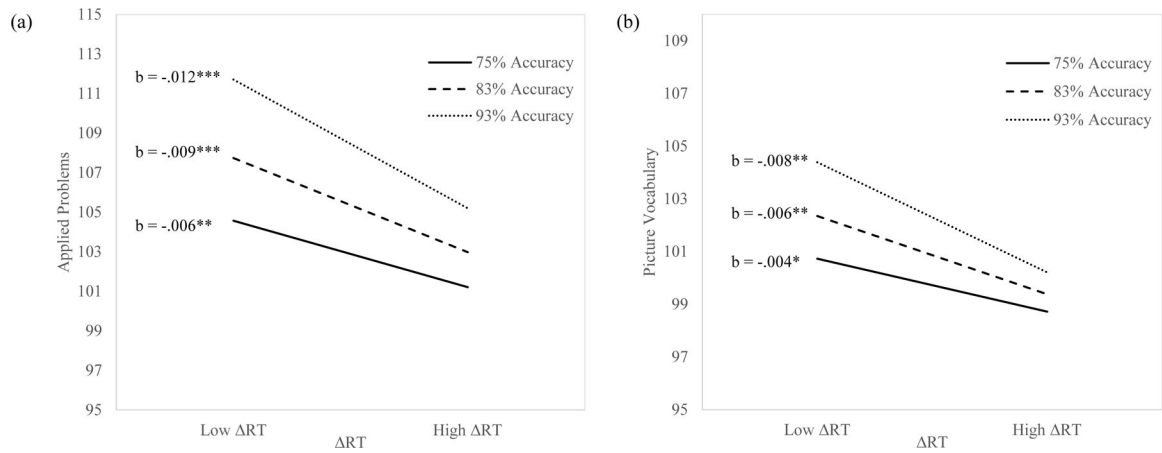 (a)
115
113
111
109
107
105
103
101
99
97
95
Applied Problems
b = -.012***
b = -.009***
b = -.006**
75% Accuracy
83% Accuracy
93% Accuracy
Low ΔRT
High ΔRT
ΔRT
(b)
109
107
105
103
101
99
97
95
Picture Vocabulary
b = -.008**
b = -.006**
b = -.004*
75% Accuracy
83% Accuracy
93% Accuracy
Low ΔRT
High ΔRT
ΔRT